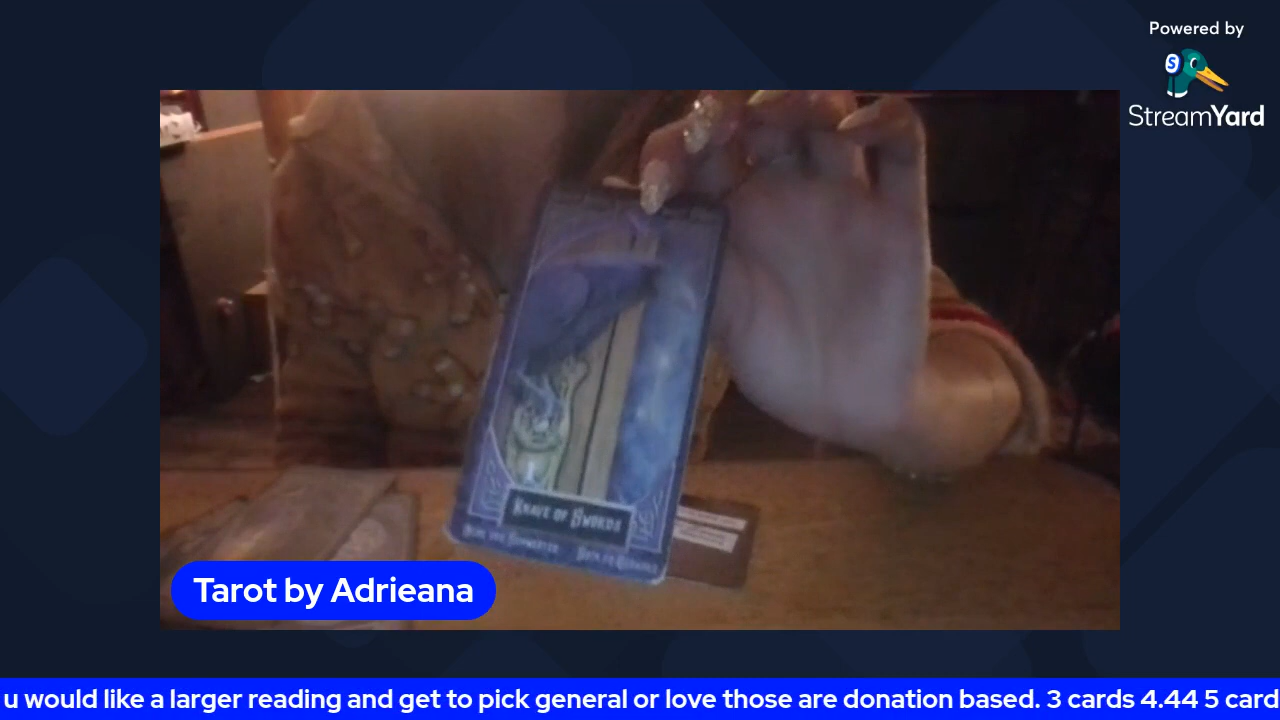 Powered by
S
StreamYard
KNAVE OF SWORDS
Tarot by Adrieana
u would like a larger reading and get to pick general or love those are donation based. 3 cards 4.44 5 card